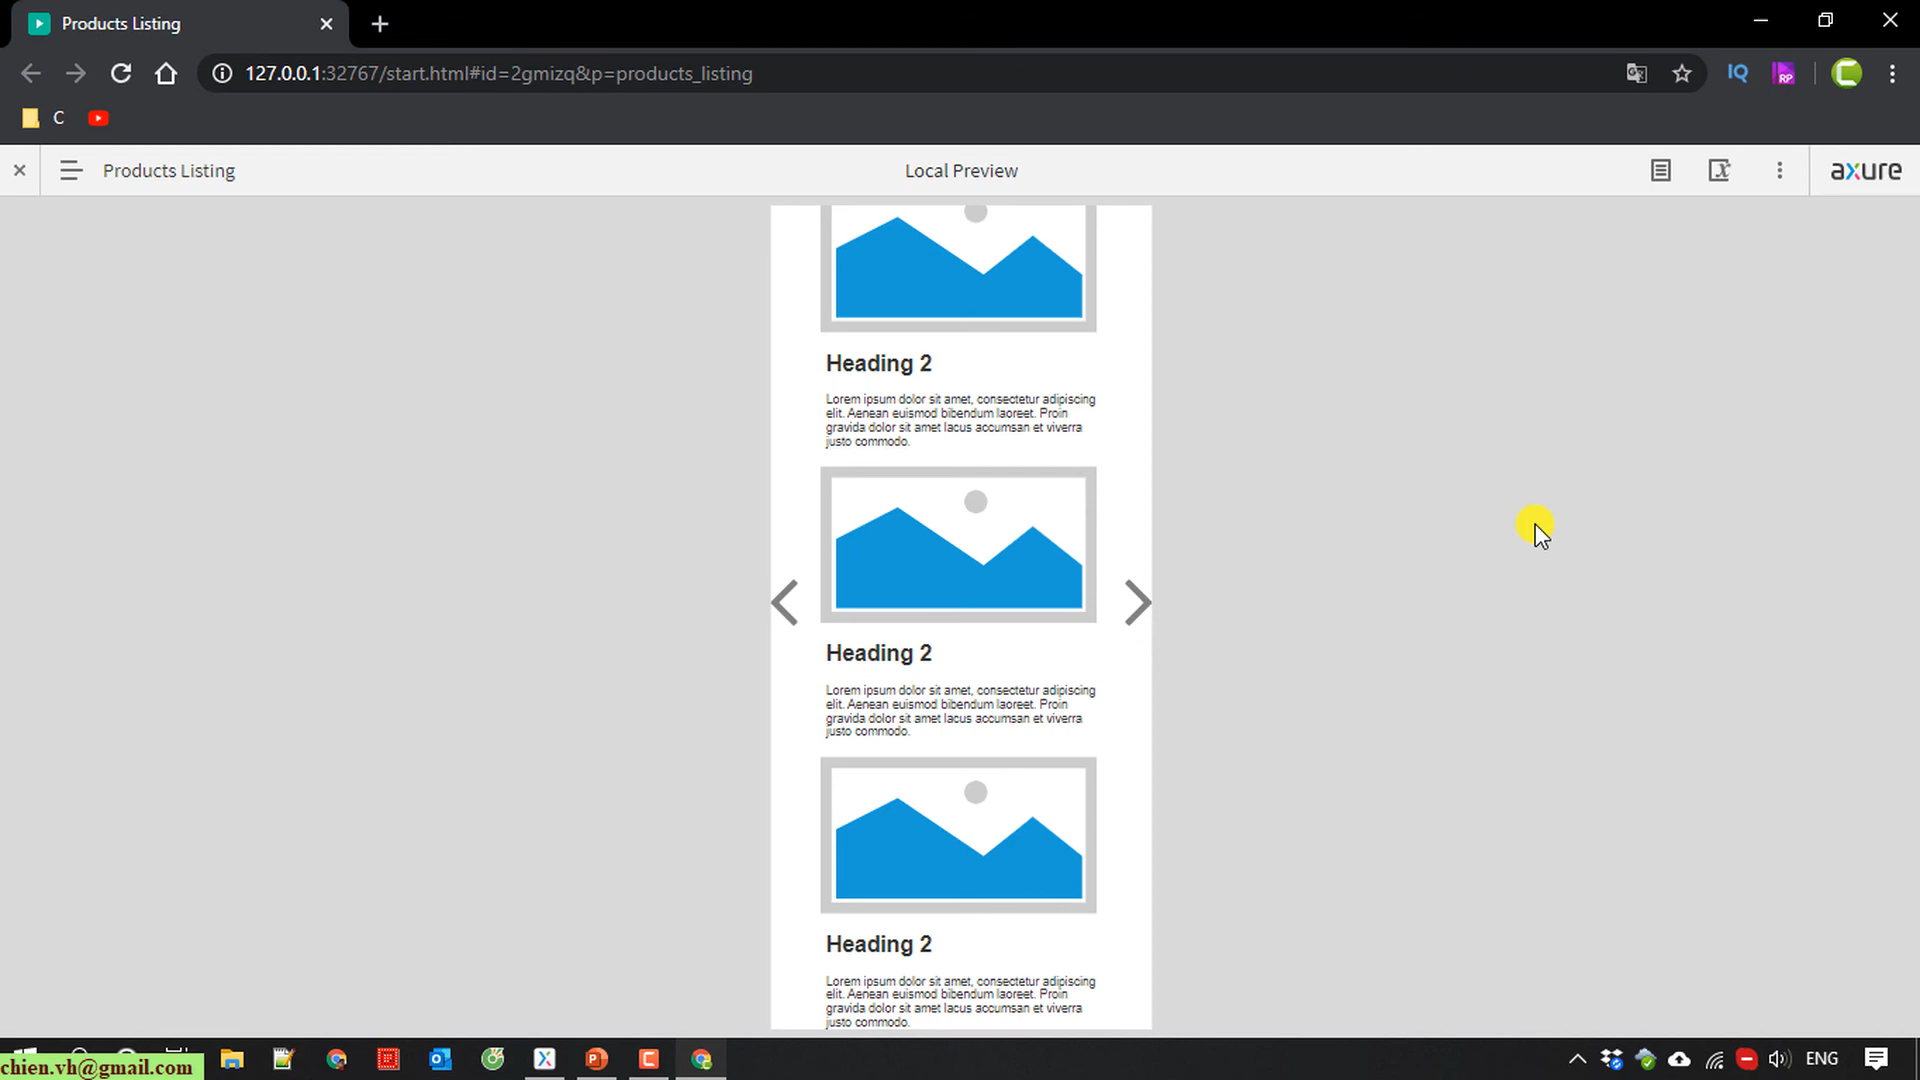 Products Listing
127.0.0.1:32767/start.html#id=2gmizq&p=products_listing
IQ
RP
C
Products Listing
Local Preview
axure
Heading 2
Lorem ipsum dolor sit amet, consectetur adipiscing
elit. Aenean euismod bibendum laoreet. Proin
gravida dolor sit amet lacus accumsan et viverra
justo commodo.
Heading 2
Lorem ipsum dolor sit amet, consectetur adipiscing
elit. Aenean euismod bibendum laoreet. Proin
gravida dolor sit amet lacus accumsan et viverra
justo commodo.
Heading 2
Lorem ipsum dolor sit amet, consectetur adipiscing
elit. Aenean euismod bibendum laoreet. Proin
gravida dolor sit amet lacus accumsan et viverra
justo commodo.
chien.vh@gmail.com
ENG